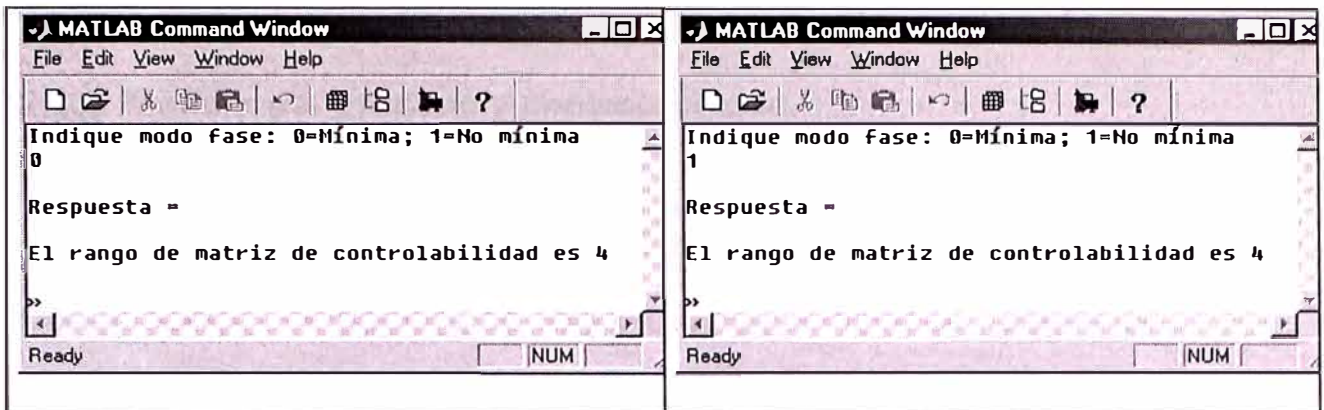 MATLAB Command Window
File Edit View Window Help
Indique modo fase: 0=Mínima; 1=No mínima
0
Respuesta =
El rango de matriz de controlabilidad es 4
»
Ready NUM
MATLAB Command Window
File Edit View Window Help
Indique modo fase: 0=Mínima; 1=No mínima
1
Respuesta =
El rango de matriz de controlabilidad es 4
»
Ready NUM